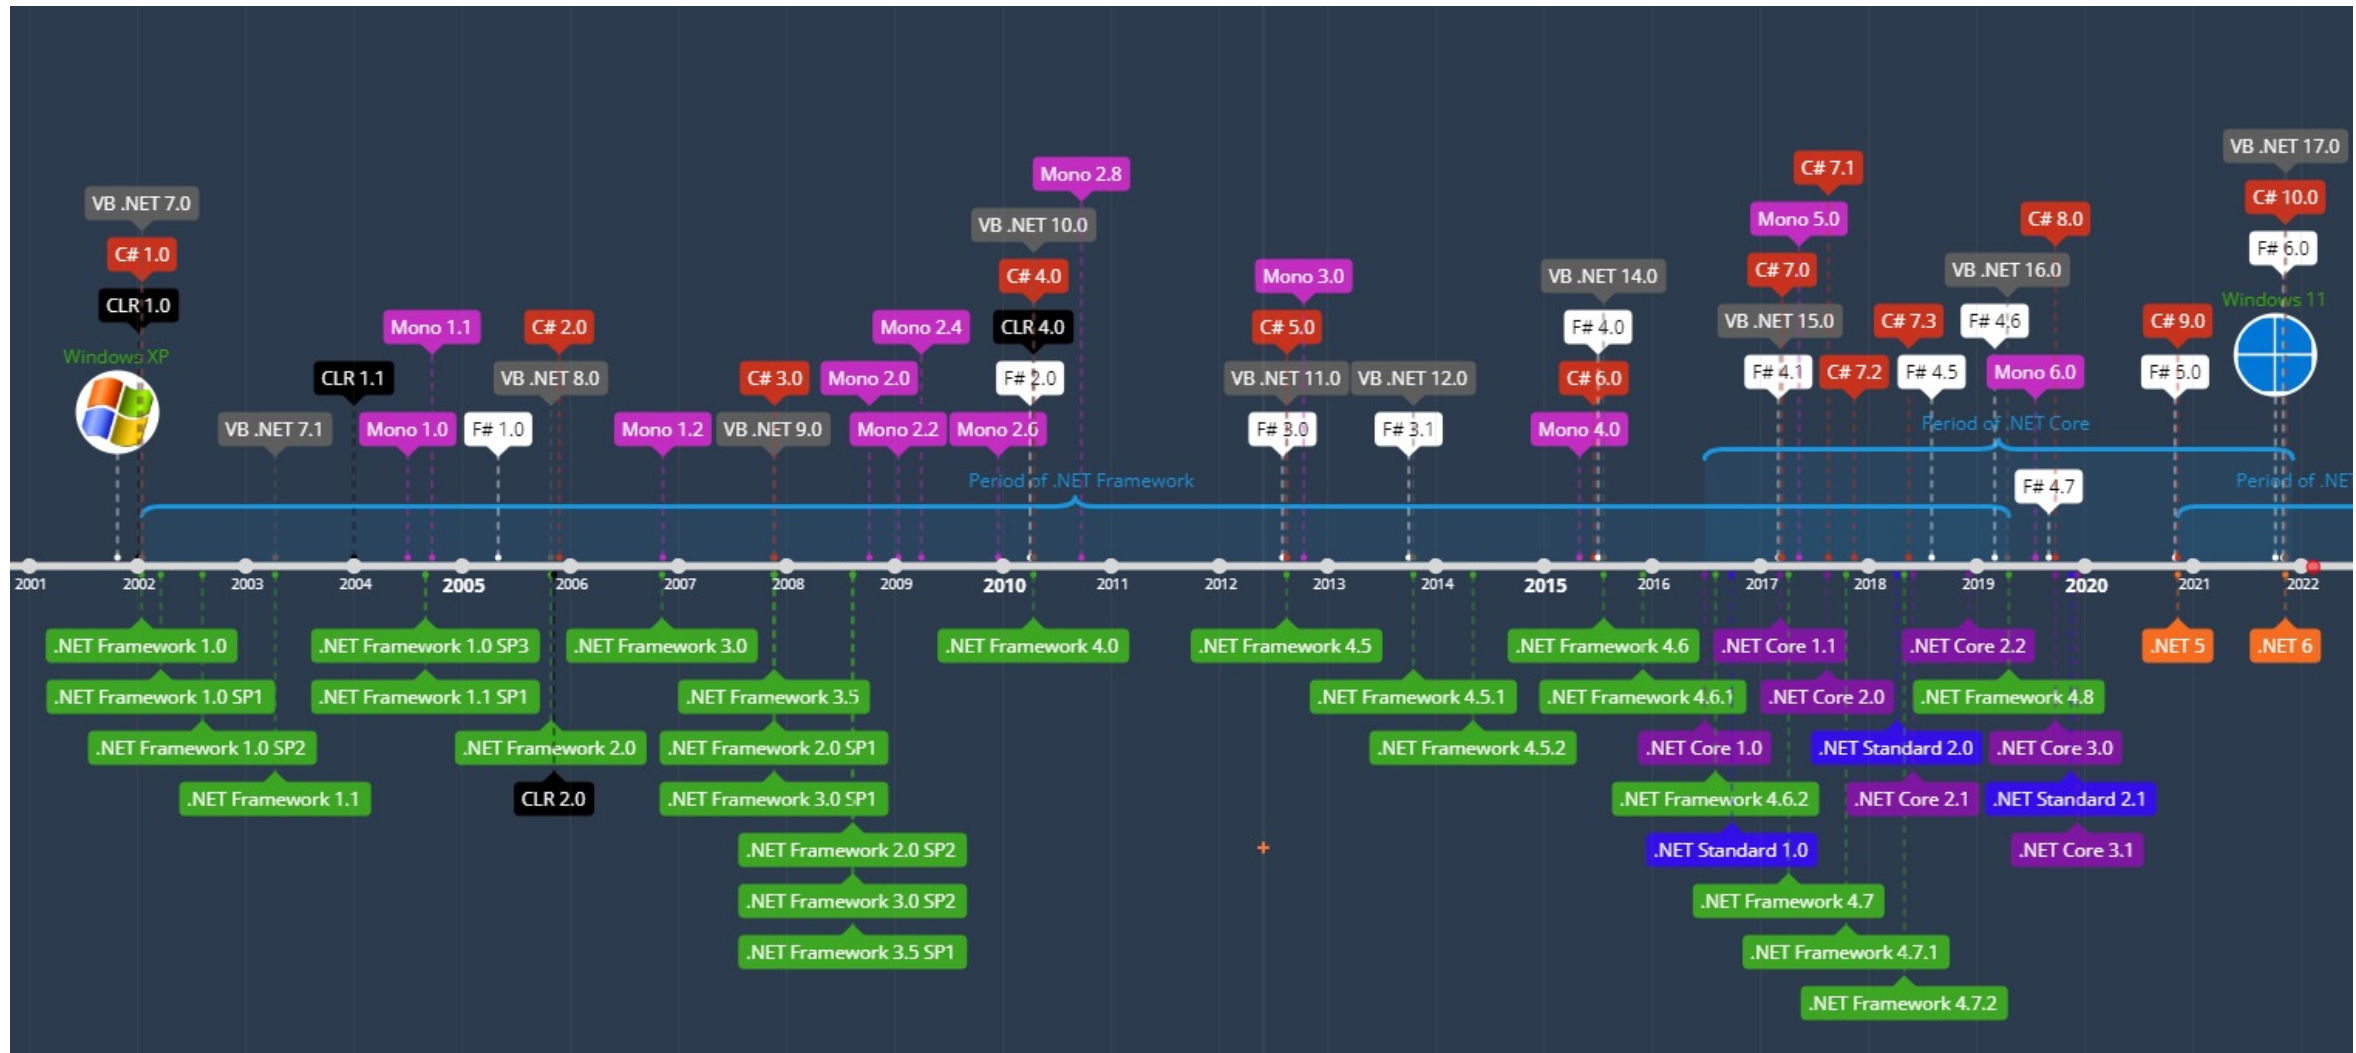 VB .NET 17.0
C# 7.1
Mono 2.8
C# 10.0
VB .NET 7.0
Mono 5.0
C# 8.0
VB .NET 10.0
F# 6.0
C# 1.0
C# 7.0
VB .NET 16.0
C# 4.0
Mono 3.0
VB .NET 14.0
Windows 11
CLR 1.0
Mono 1.1
C# 2.0
Mono 2.4
CLR 4.0
C# 5.0
F# 4.0
VB .NET 15.0
C# 7.3
F# 4.6
C# 9.0
Windows XP
CLR 1.1
VB .NET 8.0
C# 3.0
Mono 2.0
F# 2.0
VB .NET 11.0
VB .NET 12.0
C# 6.0
F# 4.1
C# 7.2
F# 4.5
Mono 6.0
F# 5.0
VB .NET 7.1
Mono 1.0
F# 1.0
Mono 1.2
VB .NET 9.0
Mono 2.2
Mono 2.6
F# 3.0
F# 3.1
Mono 4.0
Period of .NET Core
Period of .NET Framework
F# 4.7
Period of .NET
2001 2002 2003 2004 2005 2006 2007 2008 2009 2010 2011 2012 2013 2014 2015 2016 2017 2018 2019 2020 2021 2022
.NET Framework 1.0
.NET Framework 1.0 SP3
.NET Framework 3.0
.NET Framework 4.0
.NET Framework 4.5
.NET Framework 4.6
.NET Core 1.1
.NET Core 2.2
.NET 5
.NET 6
.NET Framework 1.0 SP1
.NET Framework 1.1 SP1
.NET Framework 3.5
.NET Framework 4.5.1
.NET Framework 4.6.1
.NET Core 2.0
.NET Framework 4.8
.NET Framework 1.0 SP2
.NET Framework 2.0
.NET Framework 2.0 SP1
.NET Framework 4.5.2
.NET Core 1.0
.NET Standard 2.0
.NET Core 3.0
.NET Framework 1.1
CLR 2.0
.NET Framework 3.0 SP1
.NET Framework 4.6.2
.NET Core 2.1
.NET Standard 2.1
.NET Framework 2.0 SP2
.NET Standard 1.0
.NET Core 3.1
.NET Framework 3.0 SP2
.NET Framework 4.7
.NET Framework 3.5 SP1
.NET Framework 4.7.1
.NET Framework 4.7.2